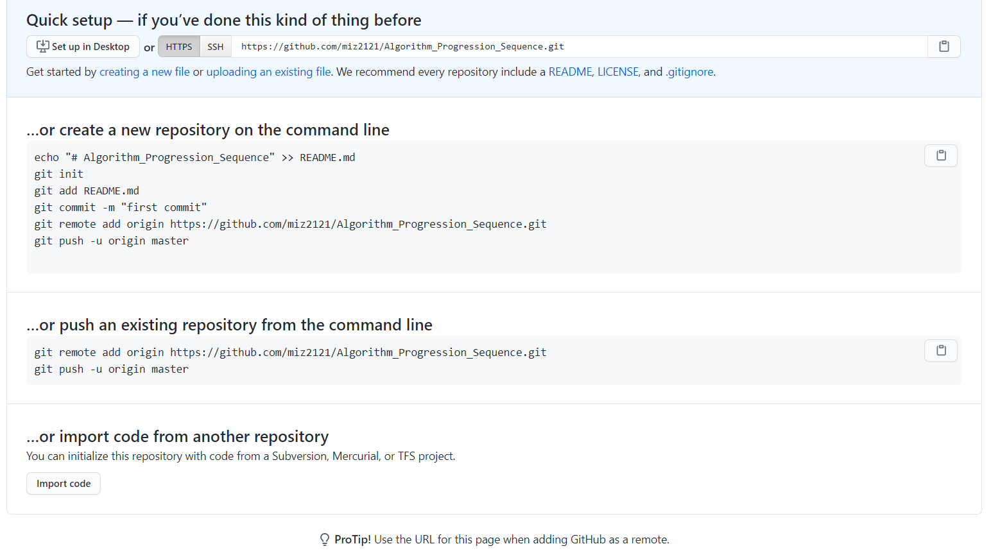 Quick setup — if you’ve done this kind of thing before
Set up in Desktop or HTTPS SSH https://github.com/miz2121/Algorithm_Progression_Sequence.git
Get started by creating a new file or uploading an existing file. We recommend every repository include a README, LICENSE, and .gitignore.
…or create a new repository on the command line
echo "# Algorithm_Progression_Sequence" >> README.md
git init
git add README.md
git commit -m "first commit"
git remote add origin https://github.com/miz2121/Algorithm_Progression_Sequence.git
git push -u origin master
…or push an existing repository from the command line
git remote add origin https://github.com/miz2121/Algorithm_Progression_Sequence.git
git push -u origin master
…or import code from another repository
You can initialize this repository with code from a Subversion, Mercurial, or TFS project.
Import code
ProTip! Use the URL for this page when adding GitHub as a remote.